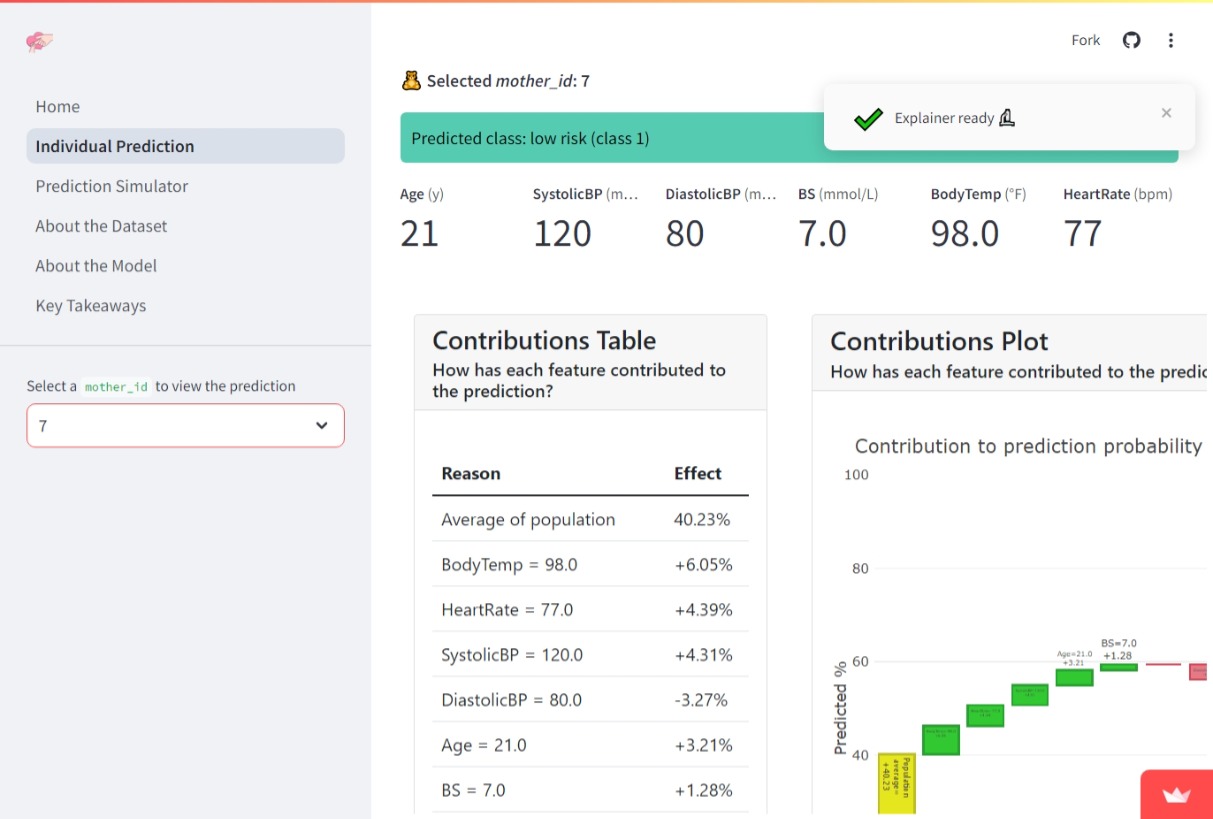 Fork
Home
Individual Prediction
Prediction Simulator
About the Dataset
About the Model
Key Takeaways
Select a mother_id to view the prediction
7
Selected mother_id: 7
Explainer ready
Predicted class: low risk (class 1)
Age (y)
21
SystolicBP (m...
120
DiastolicBP (m...
80
BS (mmol/L)
7.0
BodyTemp (°F)
98.0
HeartRate (bpm)
77
Contributions Table
How has each feature contributed to
the prediction?
Reason Effect
Average of population 40.23%
BodyTemp = 98.0 +6.05%
HeartRate = 77.0 +4.39%
SystolicBP = 120.0 +4.31%
DiastolicBP = 80.0 -3.27%
Age = 21.0 +3.21%
BS = 7.0 +1.28%
Contributions Plot
How has each feature contributed to the predic
Contribution to prediction probability
100
80
60
40
Predicted %
Population
average=
+40.23
Age=21.0
+3.21
BS=7.0
+1.28